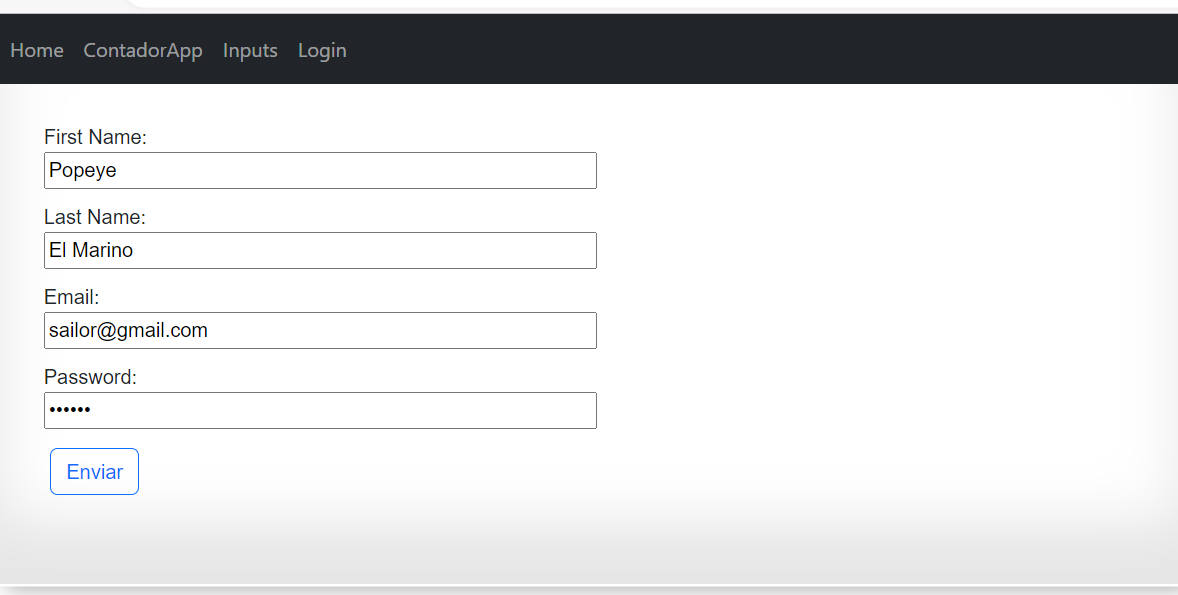 Home ContadorApp Inputs Login
First Name:
Popeye
Last Name:
El Marino
Email:
sailor@gmail.com
Password:
••••••
Enviar